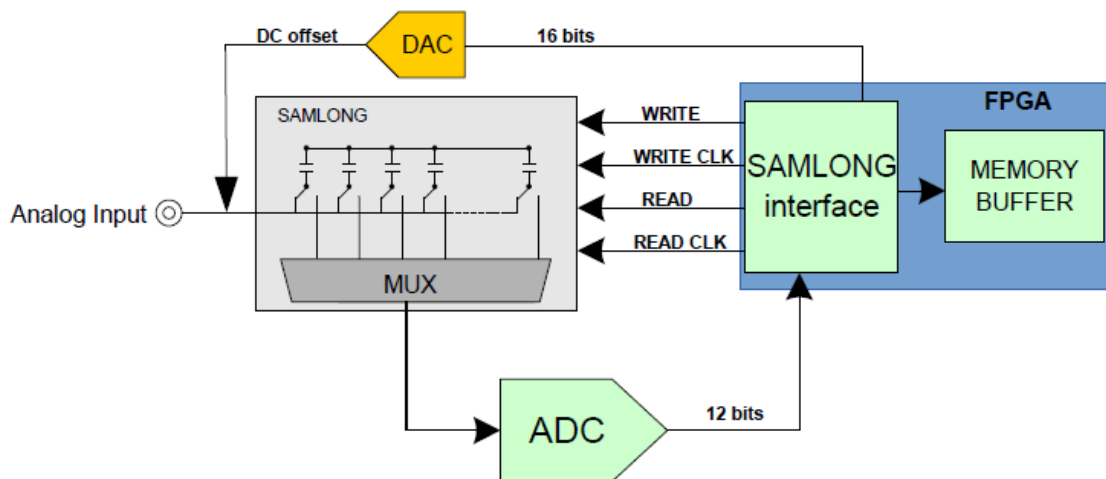 DC offset
DAC
16 bits
FPGA
SAMLONG
WRITE
WRITE CLK
READ
READ CLK
SAMLONG
interface
MEMORY
BUFFER
Analog Input
MUX
ADC
12 bits